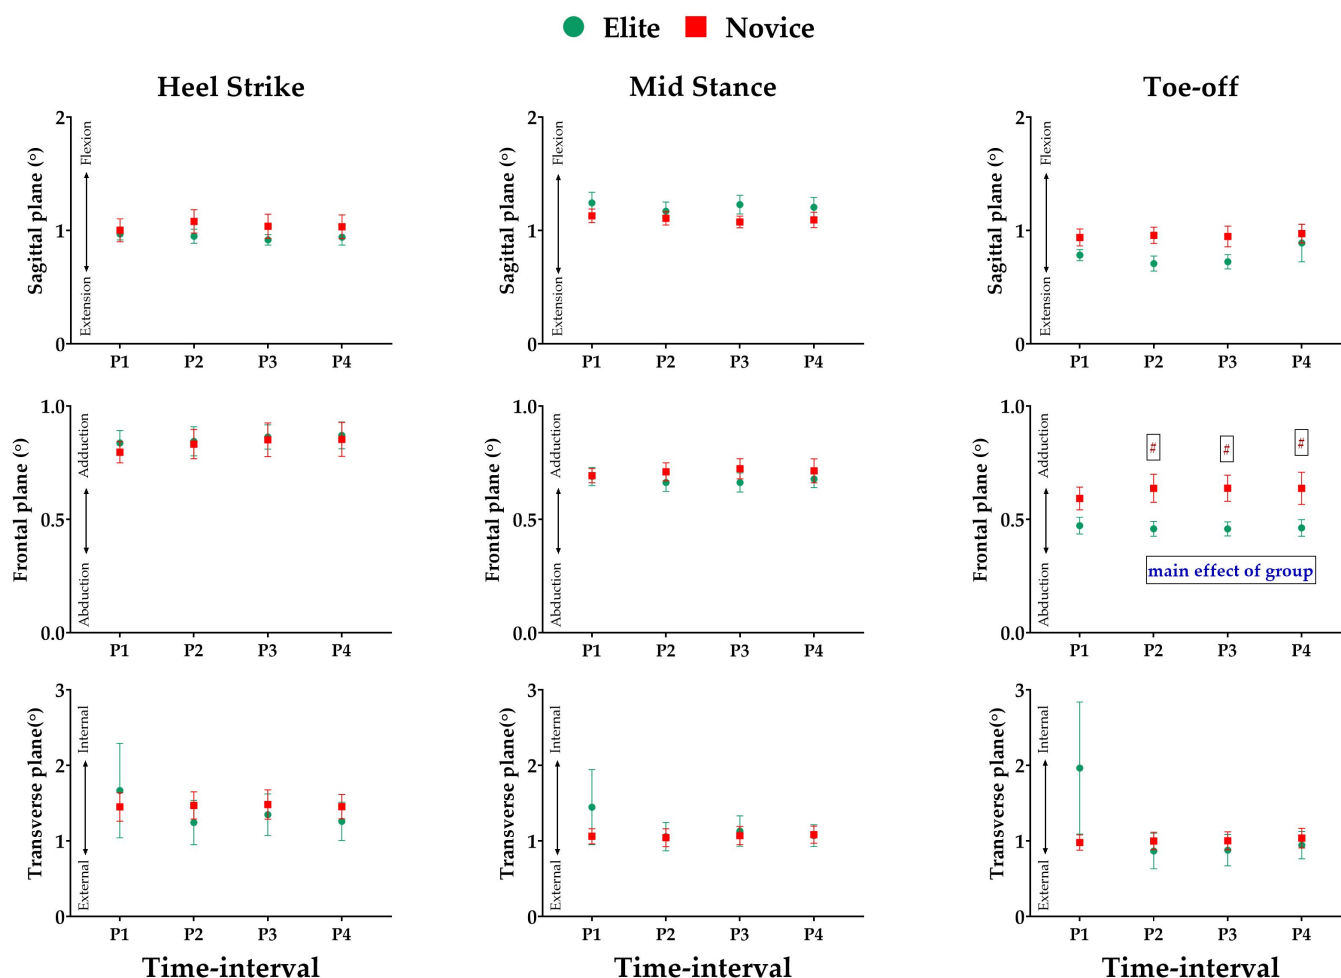 Elite Novice
Heel Strike Mid Stance Toe-off
Sagittal plane (°)
2
1
0
Flexion
Extension
P1 P2 P3 P4
Sagittal plane (°)
2
1
0
Flexion
Extension
P1 P2 P3 P4
Sagittal plane (°)
2
1
0
Flexion
Extension
P1 P2 P3 P4
Frontal plane (°)
1.0
0.5
0.0
Adduction
Abduction
P1 P2 P3 P4
Frontal plane (°)
1.0
0.5
0.0
Adduction
Abduction
P1 P2 P3 P4
Frontal plane (°)
1.0
0.5
0.0
Adduction
Abduction
# # #
main effect of group
P1 P2 P3 P4
Transverse plane(°)
3
2
1
0
Internal
External
P1 P2 P3 P4
Time-interval
Transverse plane(°)
3
2
1
0
Internal
External
P1 P2 P3 P4
Time-interval
Transverse plane(°)
3
2
1
0
Internal
External
P1 P2 P3 P4
Time-interval